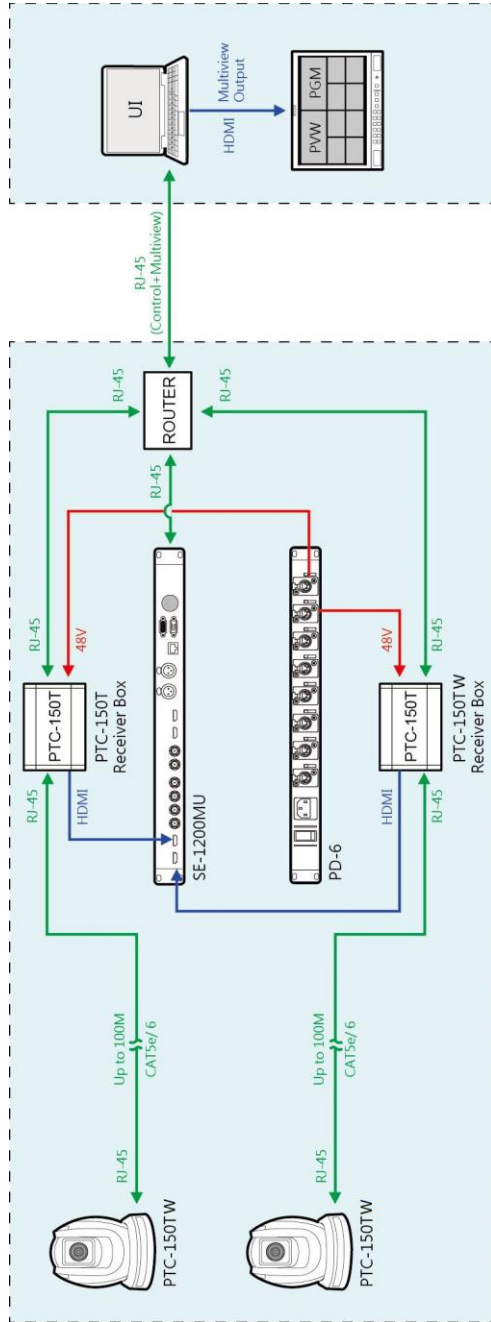 PTC-150TW
RJ-45
Up to 100M
CAT5e/ 6
RJ-45
PTC-150T
PTC-150T
Receiver Box
RJ-45
HDMI
48V
SE-1200MU
RJ-45
RJ-45
ROUTER
RJ-45
(Control+Multiview)
UI
HDMI
Multiview
Output
PVW
PGM
PTC-150TW
RJ-45
Up to 100M
CAT5e/ 6
RJ-45
HDMI
PTC-150T
PTC-150TW
Receiver Box
48V
RJ-45
PD-6
RJ-45